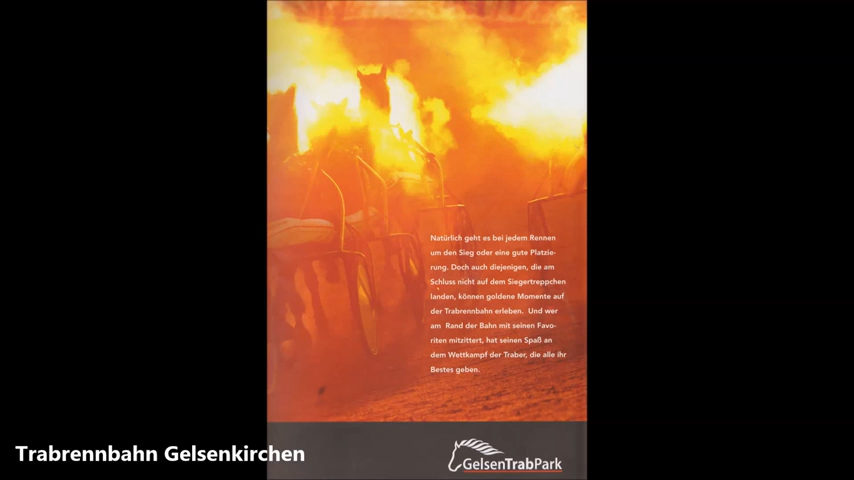 Natürlich geht es bei jedem Rennen
um den Sieg oder eine gute Platzie-
rung. Doch auch diejenigen, die am
Schluss nicht auf dem Siegertreppchen
landen, können goldene Momente auf
der Trabrennbahn erleben. Und wer
am Rand der Bahn mit seinen Favo-
riten mitzittert, hat seinen Spaß an
dem Wettkampf der Traber, die alle ihr
Bestes geben.
Trabrennbahn Gelsenkirchen
GelsenTrabPark